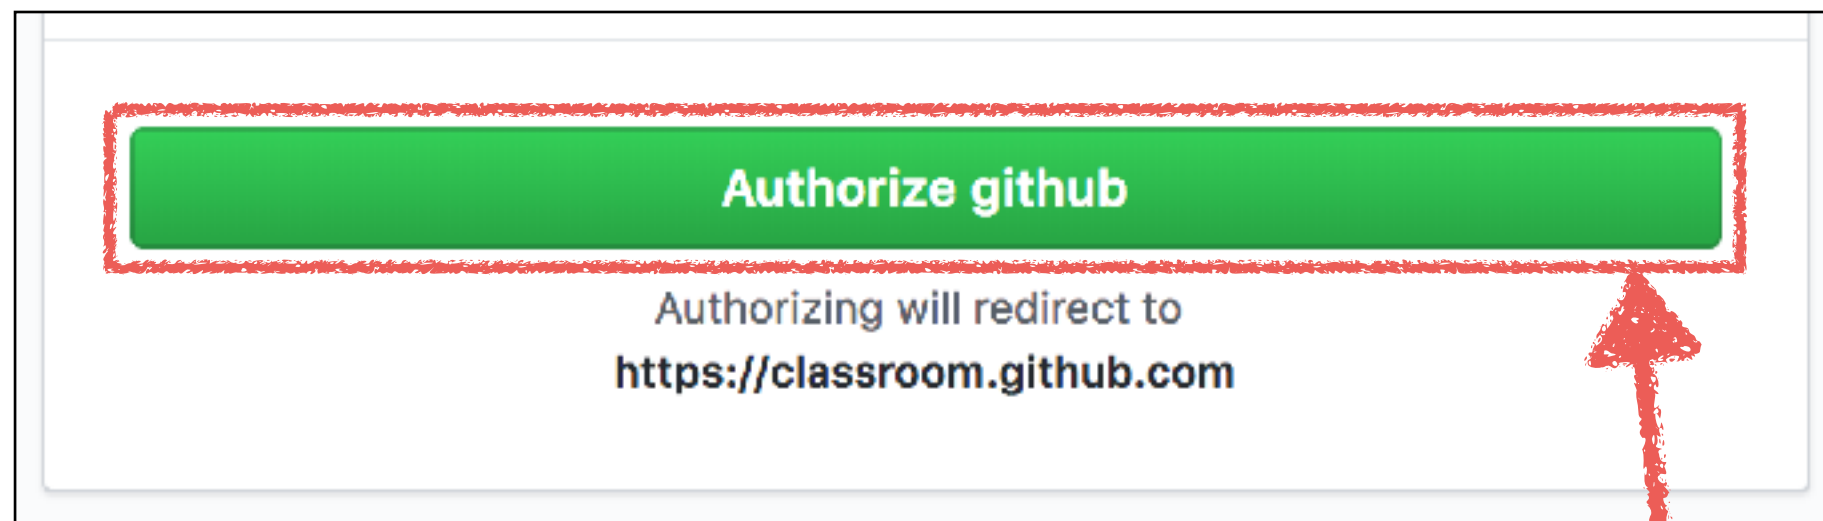 Authorize github
Authorizing will redirect to
https://classroom.github.com